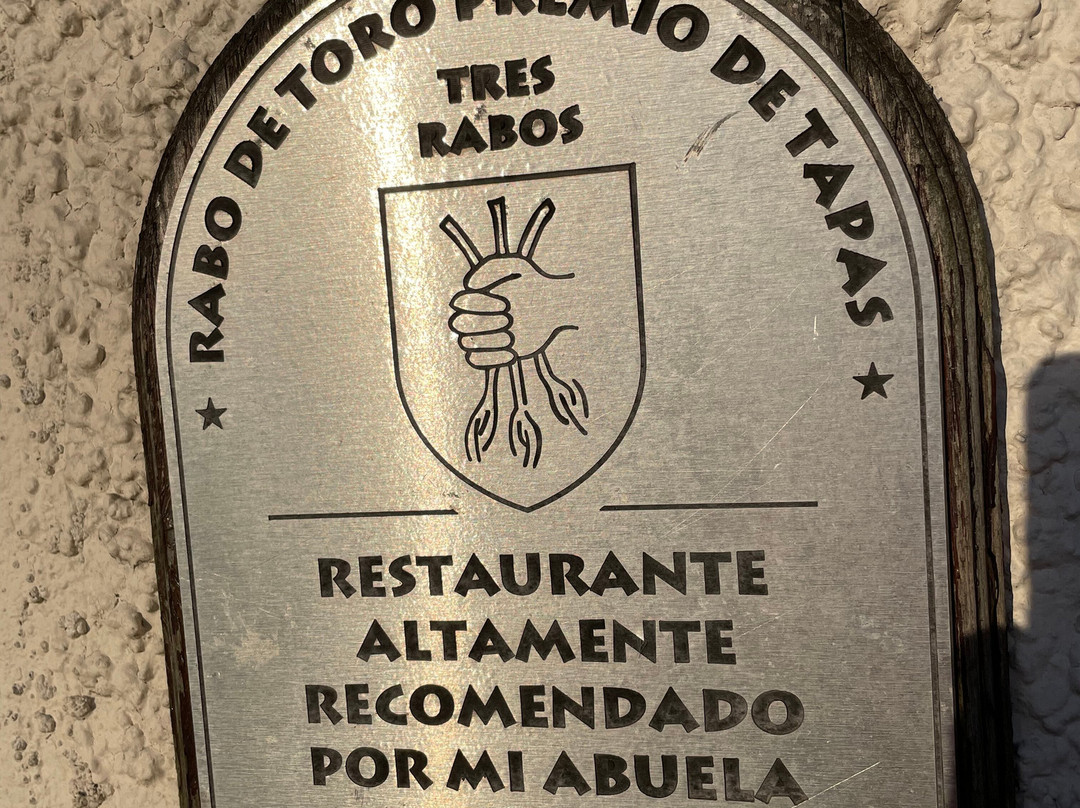 RABO DE TORO PREMIO DE TAPAS
TRES
RABOS
RESTAURANTE
ALTAMENTE
RECOMENDADO
POR MI ABUELA